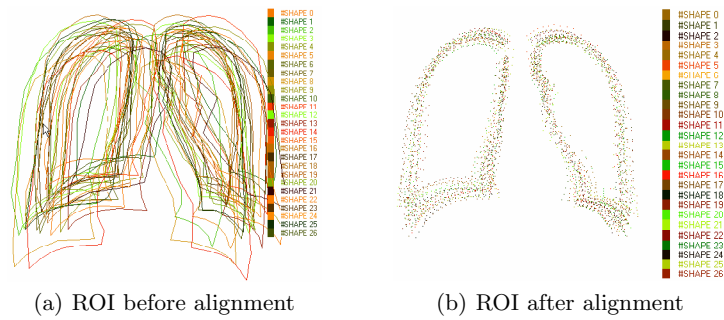 #SHAPE 0
#SHAPE 1
#SHAPE 2
#SHAPE 3
#SHAPE 4
#SHAPE 5
#SHAPE 6
#SHAPE 7
#SHAPE 8
#SHAPE 9
#SHAPE 10
#SHAPE 11
#SHAPE 12
#SHAPE 13
#SHAPE 14
#SHAPE 15
#SHAPE 16
#SHAPE 17
#SHAPE 18
#SHAPE 19
#SHAPE 20
#SHAPE 21
#SHAPE 22
#SHAPE 23
#SHAPE 24
#SHAPE 25
#SHAPE 26
(a) ROI before alignment
#SHAPE 0
#SHAPE 1
#SHAPE 2
#SHAPE 3
#SHAPE 4
#SHAPE 5
#SHAPE 6
#SHAPE 7
#SHAPE 8
#SHAPE 9
#SHAPE 10
#SHAPE 11
#SHAPE 12
#SHAPE 13
#SHAPE 14
#SHAPE 15
#SHAPE 16
#SHAPE 17
#SHAPE 18
#SHAPE 19
#SHAPE 20
#SHAPE 21
#SHAPE 22
#SHAPE 23
#SHAPE 24
#SHAPE 25
#SHAPE 26
(b) ROI after alignment